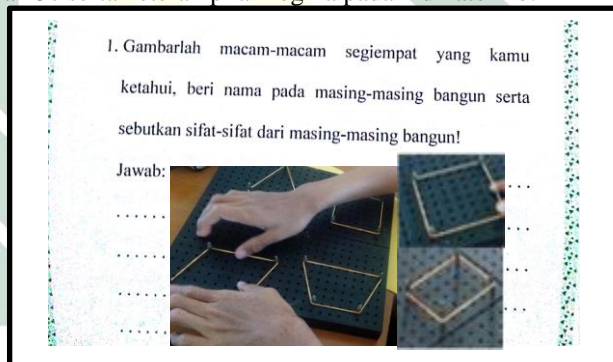 1. Gambarlah macam-macam segiempat yang kamu
ketahui, beri nama pada masing-masing bangun serta
sebutkan sifat-sifat dari masing-masing bangun!
Jawab: